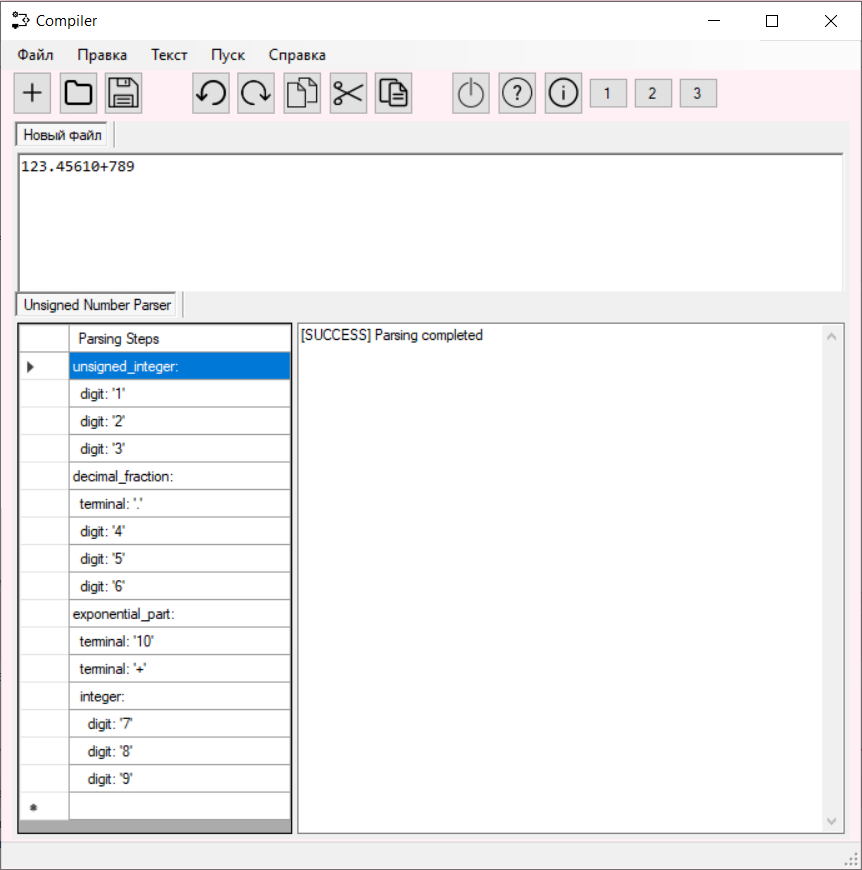 Compiler
Файл Правка Текст Пуск Справка
1 2 3
Новый файл
123.45610+789
Unsigned Number Parser
Parsing Steps
unsigned_integer:
digit: '1'
digit: '2'
digit: '3'
decimal_fraction:
terminal: '.'
digit: '4'
digit: '5'
digit: '6'
exponential_part:
terminal: '10'
terminal: '+'
integer:
digit: '7'
digit: '8'
digit: '9'
[SUCCESS] Parsing completed